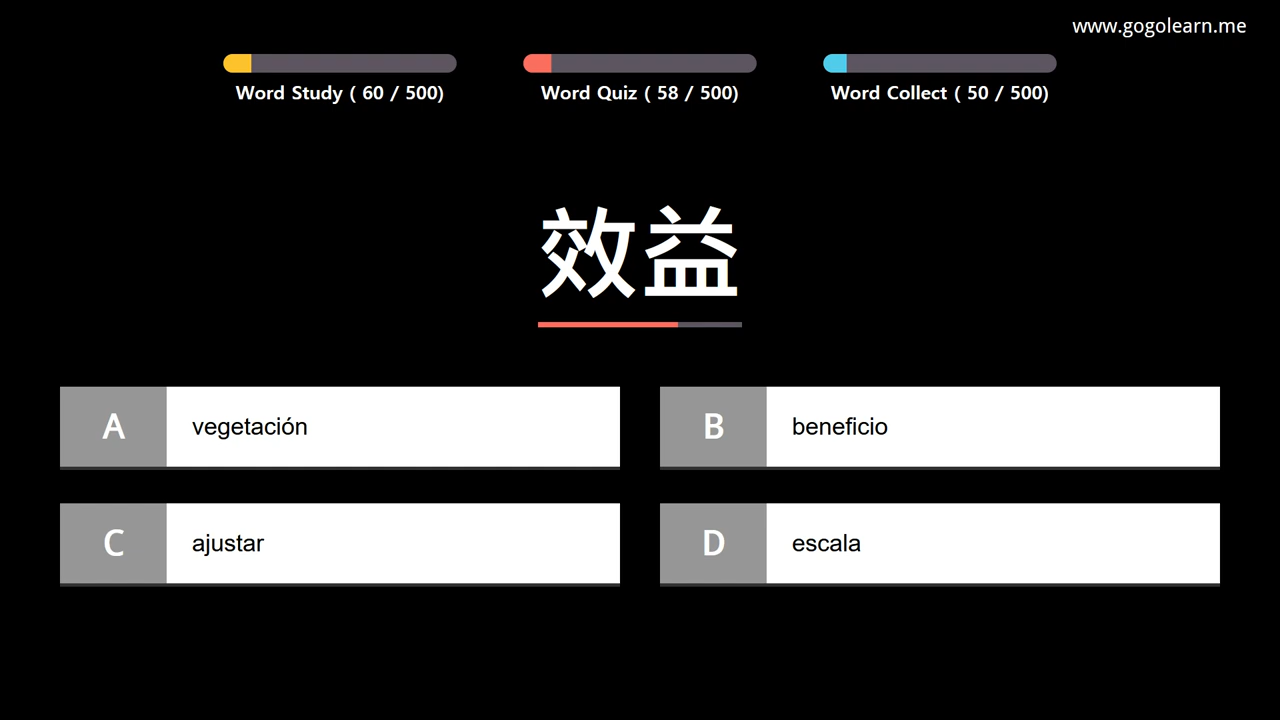 www.gogolearn.me
Word Study ( 60 / 500)
Word Quiz ( 58 / 500)
Word Collect ( 50 / 500)
效益
A vegetación
B beneficio
C ajustar
D escala